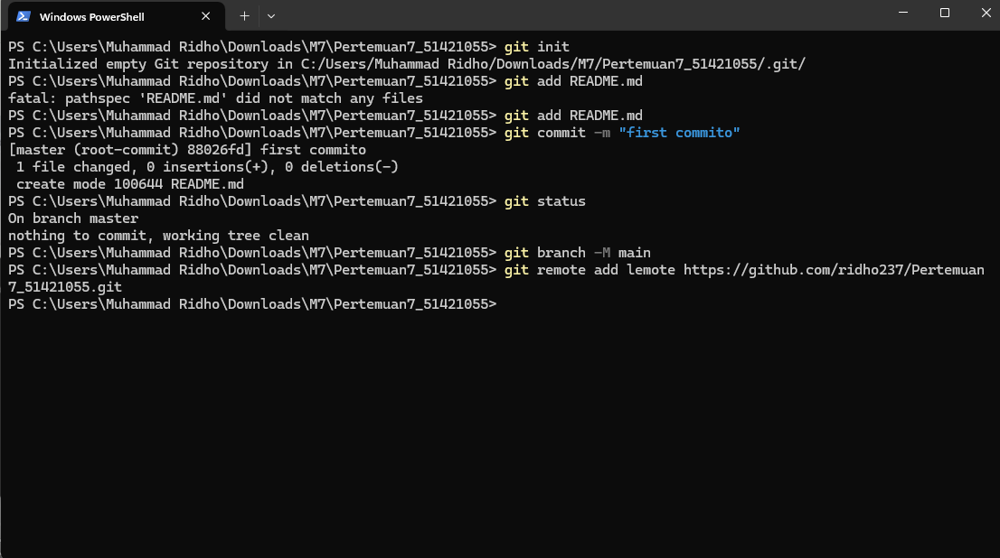 Windows PowerShell
PS C:\Users\Muhammad Ridho\Downloads\M7\Pertemuan7_51421055> git init
Initialized empty Git repository in C:/Users/Muhammad Ridho/Downloads/M7/Pertemuan7_51421055/.git/
PS C:\Users\Muhammad Ridho\Downloads\M7\Pertemuan7_51421055> git add README.md
fatal: pathspec 'README.md' did not match any files
PS C:\Users\Muhammad Ridho\Downloads\M7\Pertemuan7_51421055> git add README.md
PS C:\Users\Muhammad Ridho\Downloads\M7\Pertemuan7_51421055> git commit -m "first commito"
[master (root-commit) 88026fd] first commito
 1 file changed, 0 insertions(+), 0 deletions(-)
 create mode 100644 README.md
PS C:\Users\Muhammad Ridho\Downloads\M7\Pertemuan7_51421055> git status
On branch master
nothing to commit, working tree clean
PS C:\Users\Muhammad Ridho\Downloads\M7\Pertemuan7_51421055> git branch -M main
PS C:\Users\Muhammad Ridho\Downloads\M7\Pertemuan7_51421055> git remote add lemote https://github.com/ridho237/Pertemuan
7_51421055.git
PS C:\Users\Muhammad Ridho\Downloads\M7\Pertemuan7_51421055>